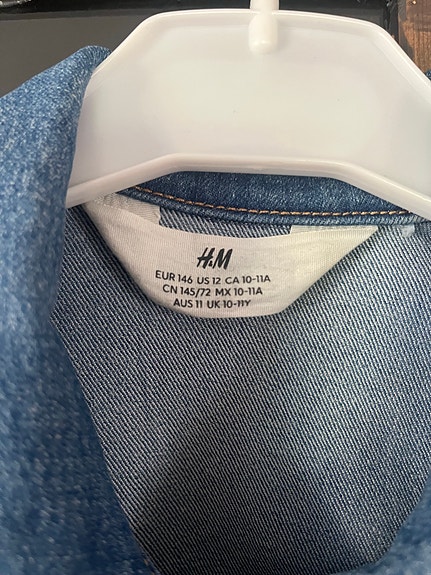 H&M
EUR 146 US 12 CA 10-11A
CN 145/72 MX 10-11A
AUS 11 UK 10-11Y